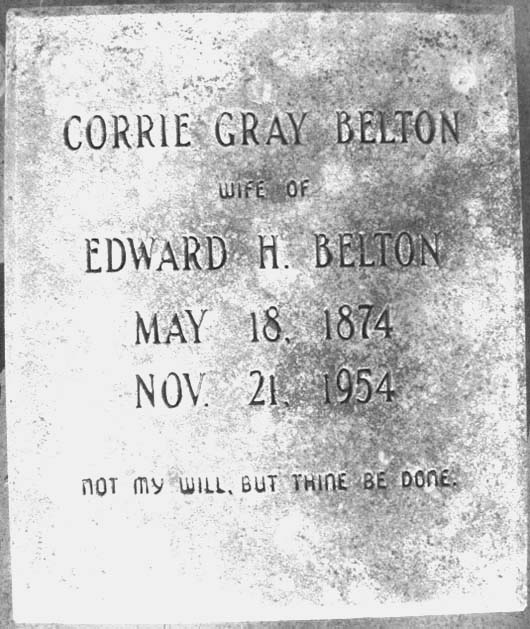 CORRIE GRAY BELTON
WIFE OF
EDWARD H. BELTON
MAY 18, 1874
NOV. 21, 1954
NOT MY WILL, BUT THINE BE DONE.